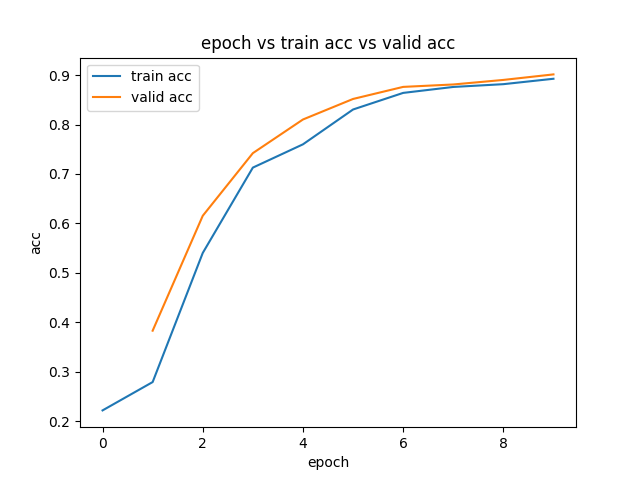 epoch vs train acc vs valid acc
train acc
valid acc
0.9
0.8
0.7
0.6
0.5
0.4
0.3
0.2
acc
0 2 4 6 8
epoch